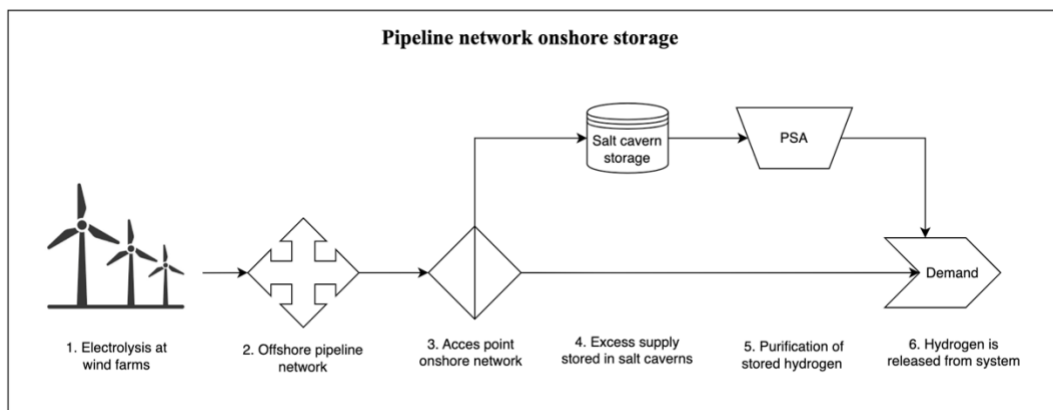 Pipeline network onshore storage
Salt cavern
storage
PSA
Demand
1. Electrolysis at
wind farms
2. Offshore pipeline
network
3. Acces point
onshore network
4. Excess supply
stored in salt caverns
5. Purification of
stored hydrogen
6. Hydrogen is
released from system